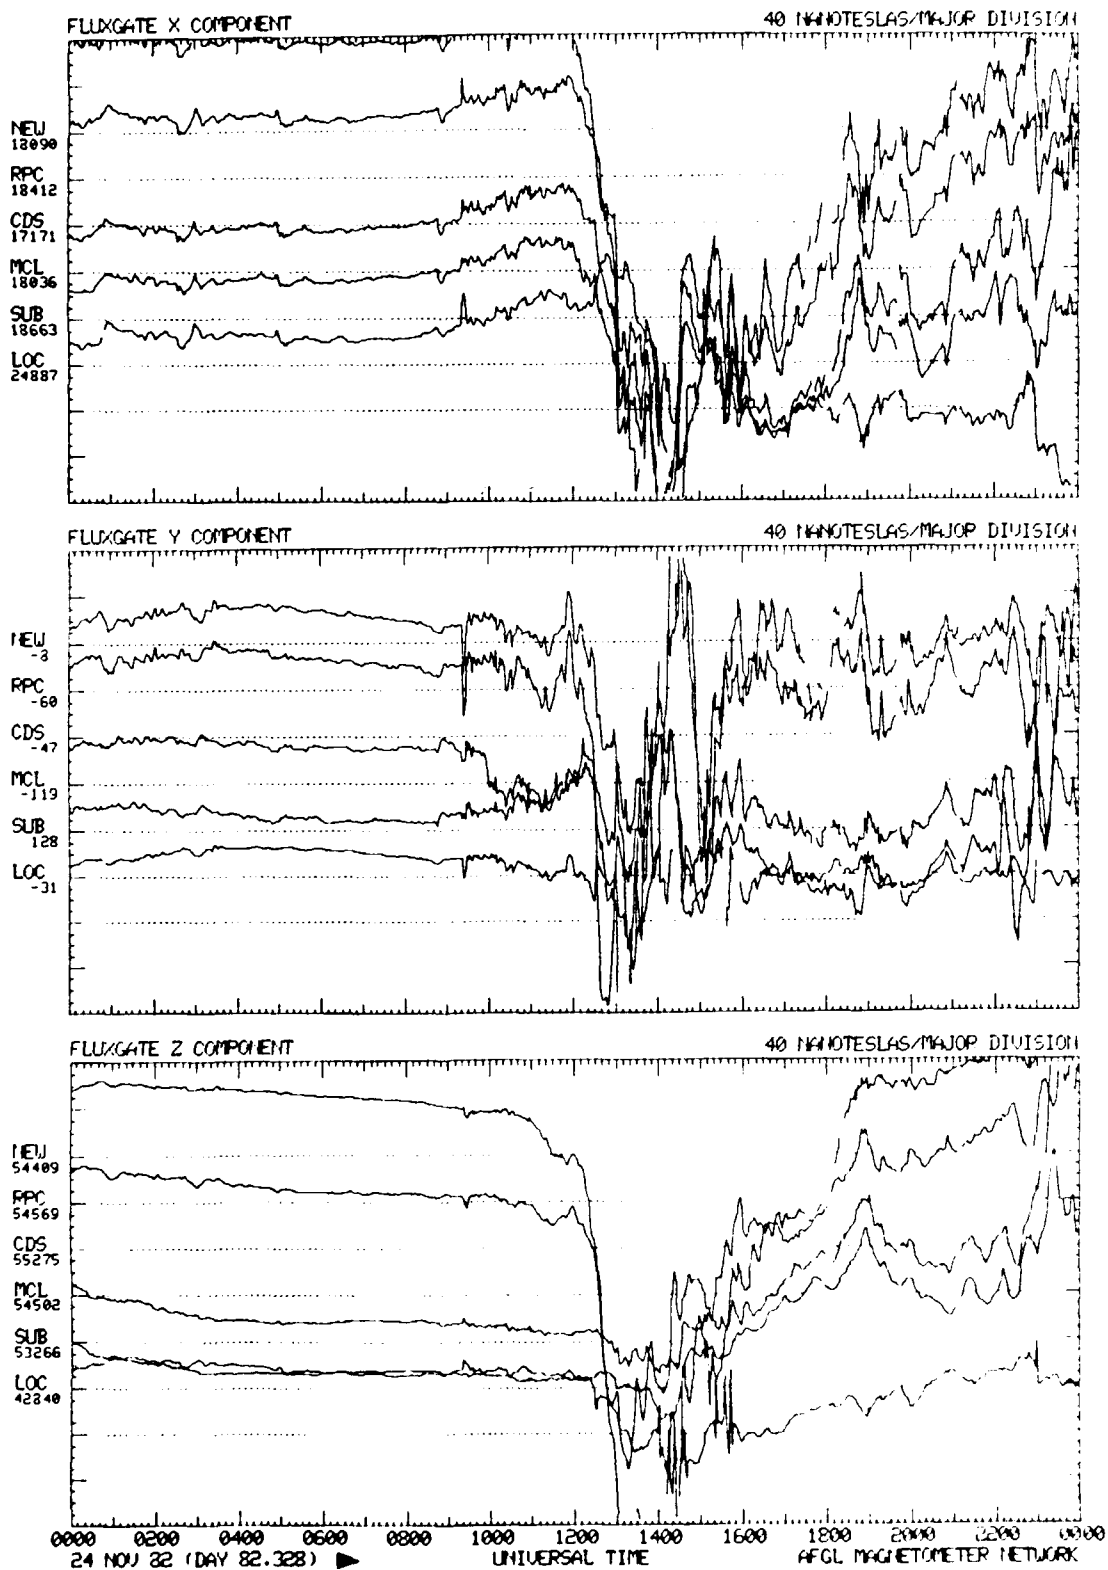 FLUXGATE X COMPONENT 40 NANOTESLAS/MAJOR DIVISION
NEW
18090
RPC
18412
CDS
17171
MCL
18036
SUB
18663
LOC
24887
FLUXGATE Y COMPONENT 40 NANOTESLAS/MAJOR DIVISION
NEW
-3
RPC
-60
CDS
-47
MCL
-119
SUB
128
LOC
-31
FLUXGATE Z COMPONENT 40 NANOTESLAS/MAJOR DIVISION
NEW
54409
RPC
54569
CDS
55275
MCL
54502
SUB
53266
LOC
42840
0000 0200 0400 0600 0800 1000 1200 1400 1600 1800 2000 2200 0000
24 NOV 82 (DAY 82.328) UNIVERSAL TIME AFGL MAGNETOMETER NETWORK